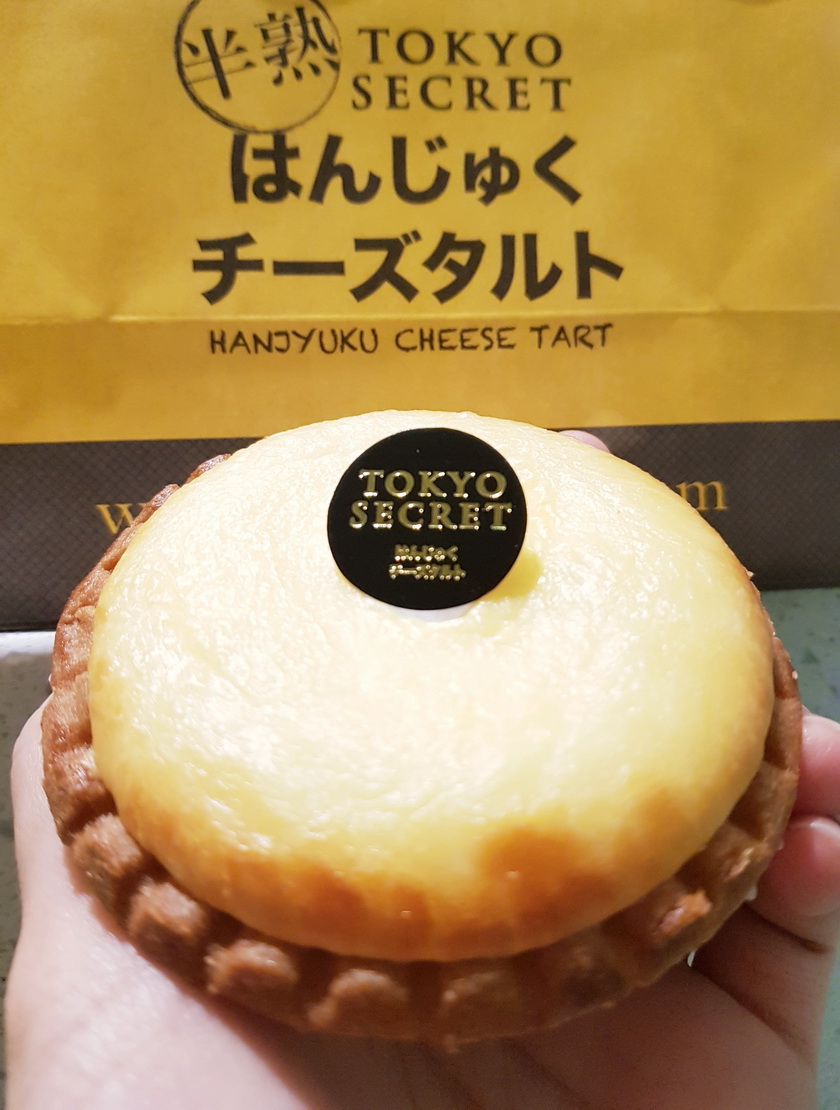 半熟
TOKYO
SECRET
はんじゅく
チーズタルト
HANJYUKU CHEESE TART
TOKYO
SECRET
はんじゅく
チーズタルト